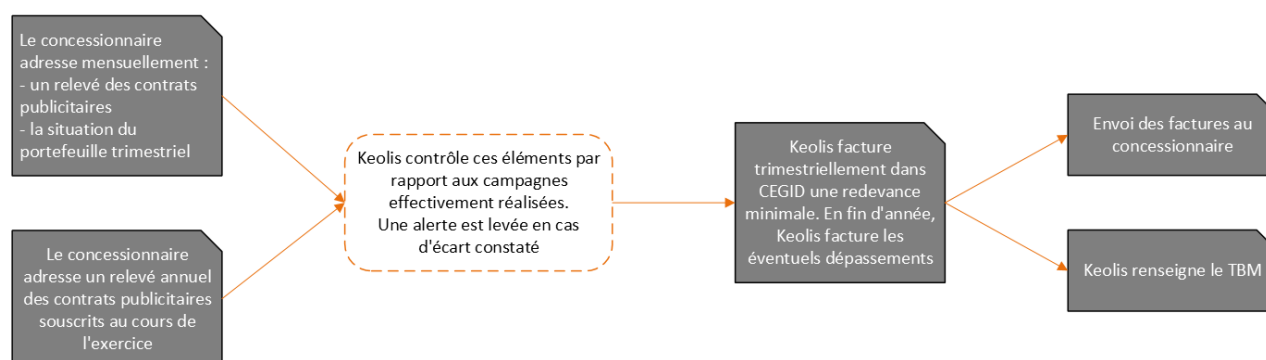 Le concessionnaire
adresse mensuellement :
- un relevé des contrats
publicitaires
- la situation du
portefeuille trimestriel
Le concessionnaire
adresse un relevé annuel
des contrats publicitaires
souscrits au cours de
l'exercice
Keolis contrôle ces éléments par
rapport aux campagnes
effectivement réalisées.
Une alerte est levée en cas
d'écart constaté
Keolis facture
trimestriellement dans
CEGID une redevance
minimale. En fin d'année,
Keolis facture les
éventuels dépassements
Envoi des factures au
concessionnaire
Keolis renseigne le TBM